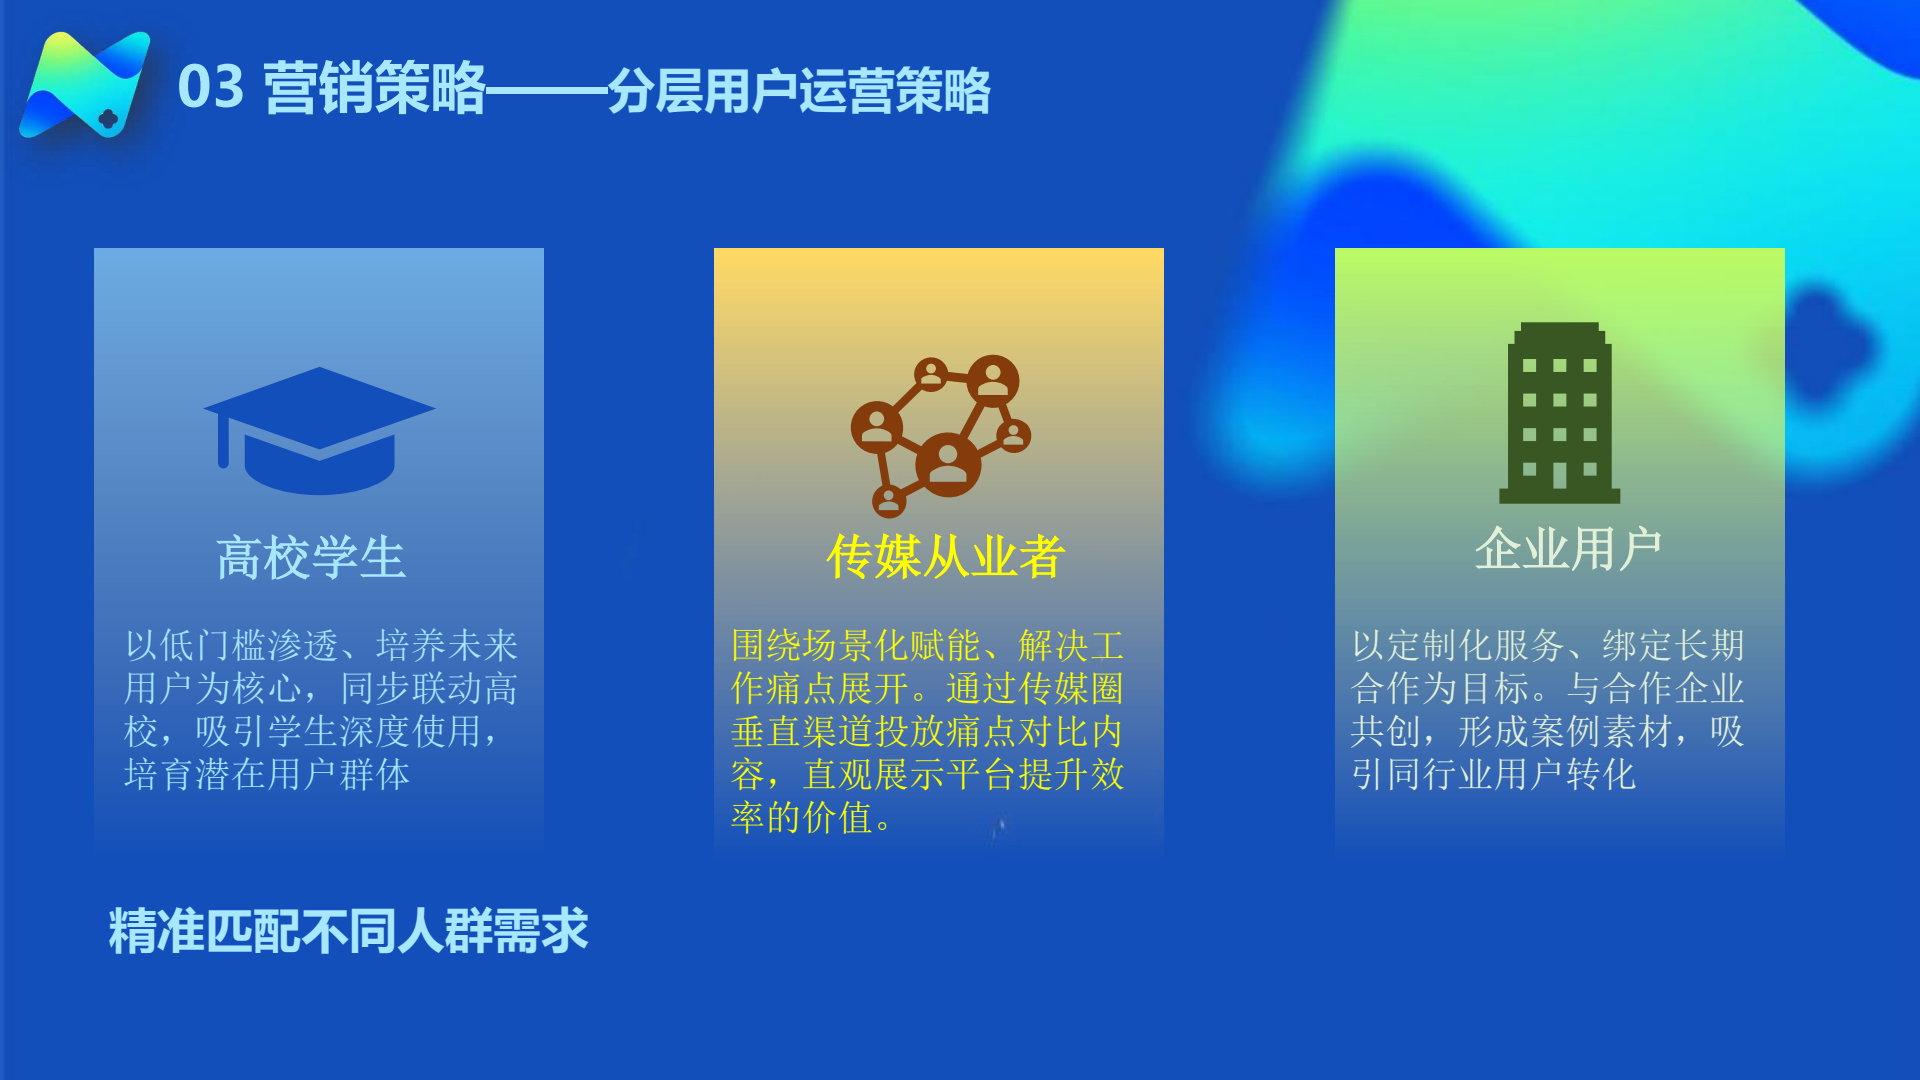 03 营销策略——分层用户运营策略
高校学生
以低门槛渗透、培养未来
用户为核心，同步联动高
校，吸引学生深度使用，
培育潜在用户群体
传媒从业者
围绕场景化赋能、解决工
作痛点展开。通过传媒圈
垂直渠道投放痛点对比内
容，直观展示平台提升效
率的价值。
企业用户
以定制化服务、绑定长期
合作为目标。与合作企业
共创，形成案例素材，吸
引同行业用户转化
精准匹配不同人群需求